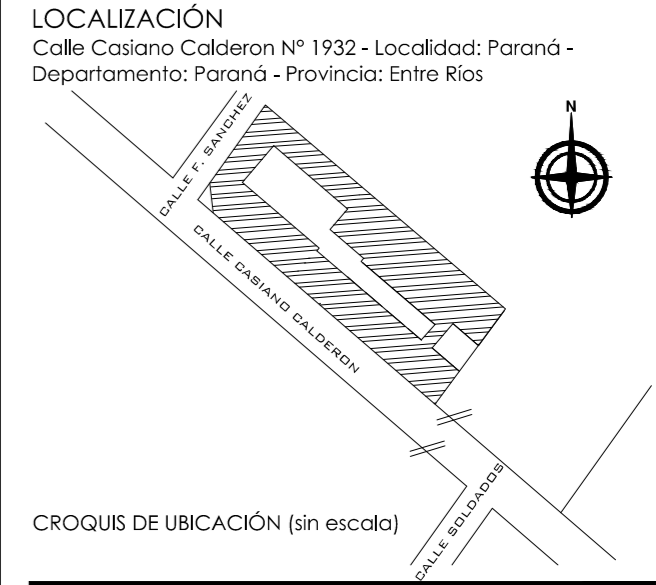 LOCALIZACIÓN
Calle Casiano Calderon N° 1932 - Localidad: Paraná -
Departamento: Paraná - Provincia: Entre Ríos
N
CALLE F. SANCHEZ
CALLE CASIANO CALDERON
CALLE SOLDADOS
CROQUIS DE UBICACIÓN (sin escala)